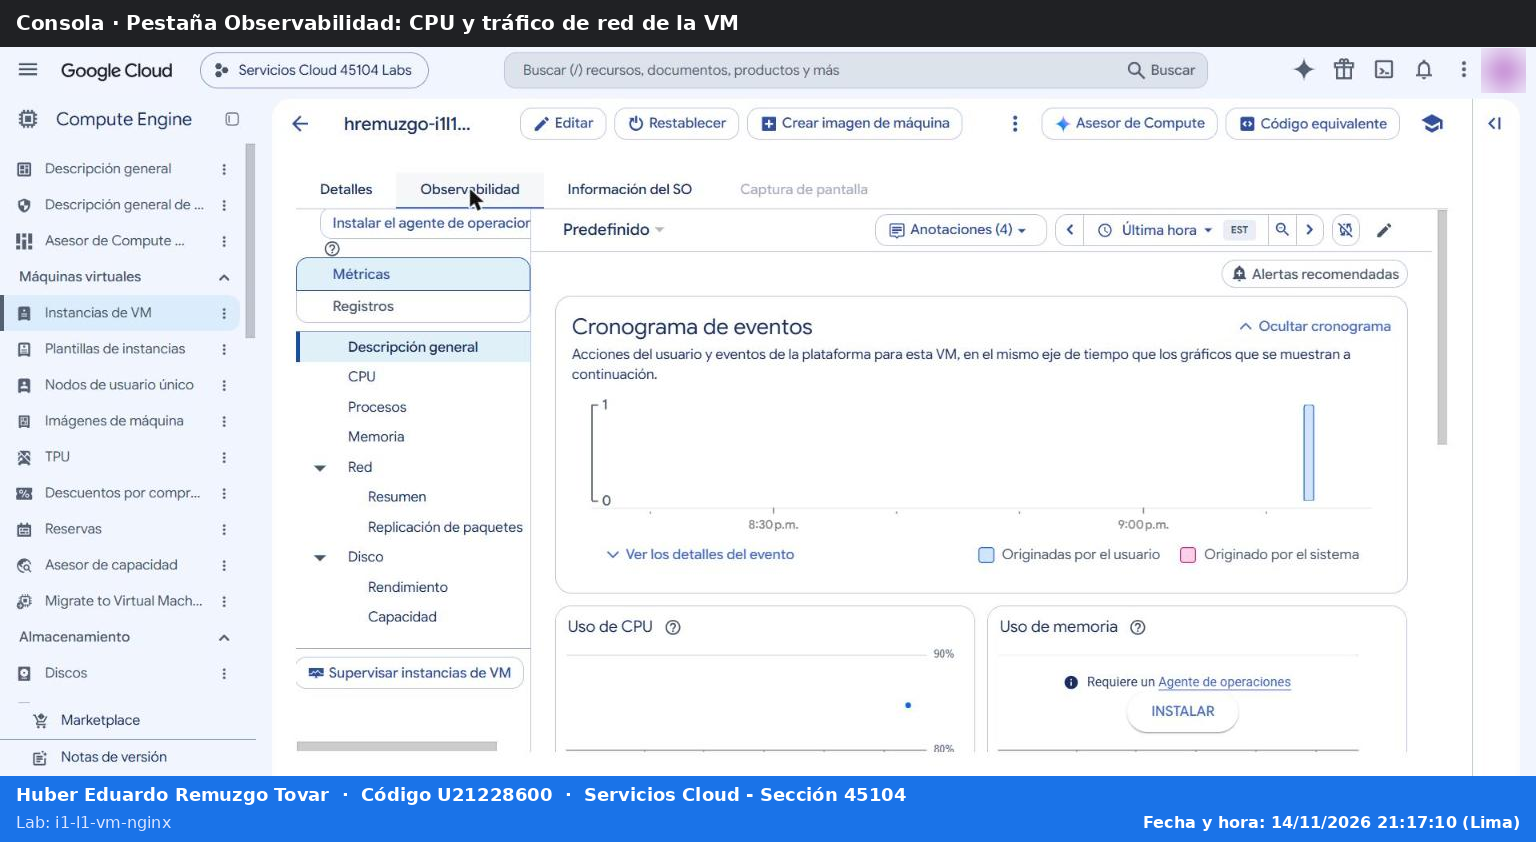 Consola · Pestaña Observabilidad: CPU y tráfico de red de la VM
Google Cloud
Servicios Cloud 45104 Labs
Buscar (/) recursos, documentos, productos y más
Buscar
Compute Engine
Descripción general
Descripción general de ...
Asesor de Compute ...
Máquinas virtuales
Instancias de VM
Plantillas de instancias
Nodos de usuario único
Imágenes de máquina
TPU
Descuentos por compr...
Reservas
Asesor de capacidad
Migrate to Virtual Mach...
Almacenamiento
Discos
Marketplace
Notas de versión
hremuzgo-i1l1...
Editar
Restablecer
Crear imagen de máquina
Asesor de Compute
Código equivalente
Detalles
Observabilidad
Información del SO
Captura de pantalla
Instalar el agente de operacion
Métricas
Registros
Descripción general
CPU
Procesos
Memoria
Red
Resumen
Replicación de paquetes
Disco
Rendimiento
Capacidad
Supervisar instancias de VM
Predefinido
Anotaciones (4)
Última hora
EST
Alertas recomendadas
Cronograma de eventos
Ocultar cronograma
Acciones del usuario y eventos de la plataforma para esta VM, en el mismo eje de tiempo que los gráficos que se muestran a
continuación.
1
0
8:30 p.m.
9:00 p.m.
Ver los detalles del evento
Originadas por el usuario
Originado por el sistema
Uso de CPU
90%
80%
Uso de memoria
Requiere un Agente de operaciones
INSTALAR
Huber Eduardo Remuzgo Tovar · Código U21228600 · Servicios Cloud - Sección 45104
Lab: i1-l1-vm-nginx
Fecha y hora: 14/11/2026 21:17:10 (Lima)